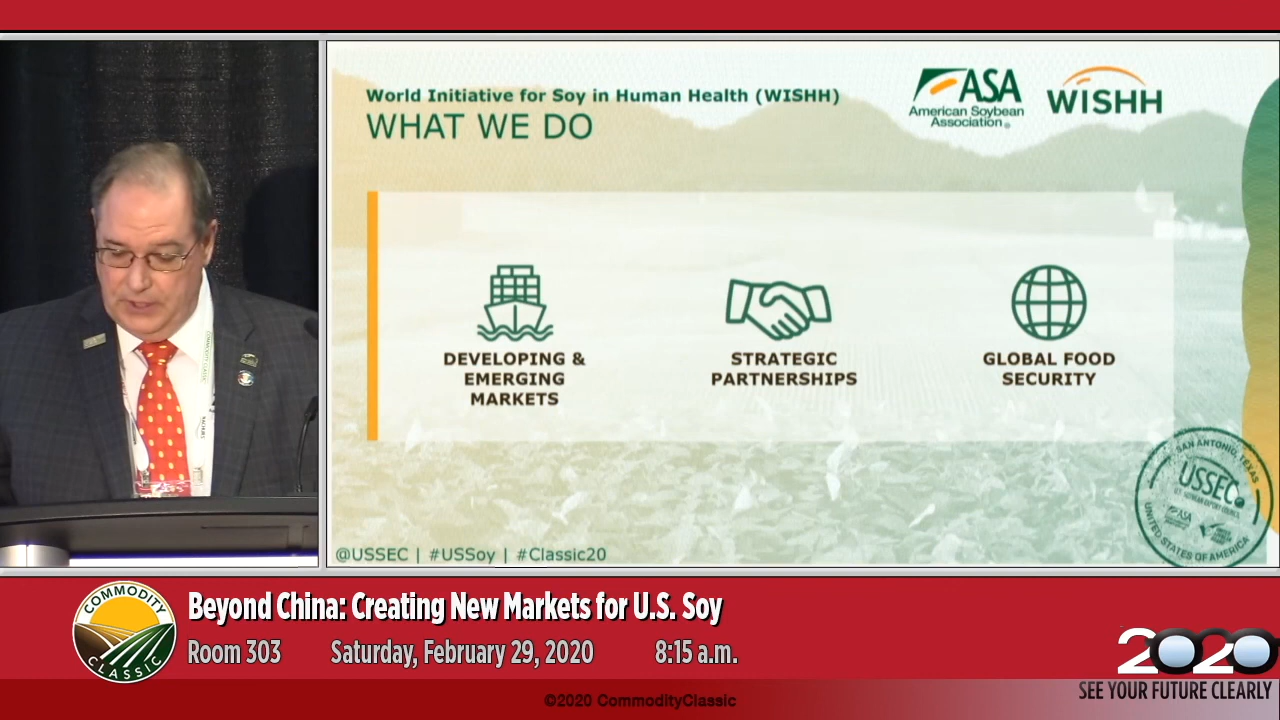 World Initiative for Soy in Human Health (WISHH)
WHAT WE DO
ASA
American Soybean
Association®
WISHH
DEVELOPING &
EMERGING
MARKETS
STRATEGIC
PARTNERSHIPS
GLOBAL FOOD
SECURITY
SAN ANTONIO, TEXAS
USSEC
ASA
UNITED STATES OF AMERICA
@USSEC | #USSoy | #Classic20
COMMODITY
CLASSIC
Beyond China: Creating New Markets for U.S. Soy
Room 303 Saturday, February 29, 2020 8:15 a.m.
2020
SEE YOUR FUTURE CLEARLY
©2020 CommodityClassic